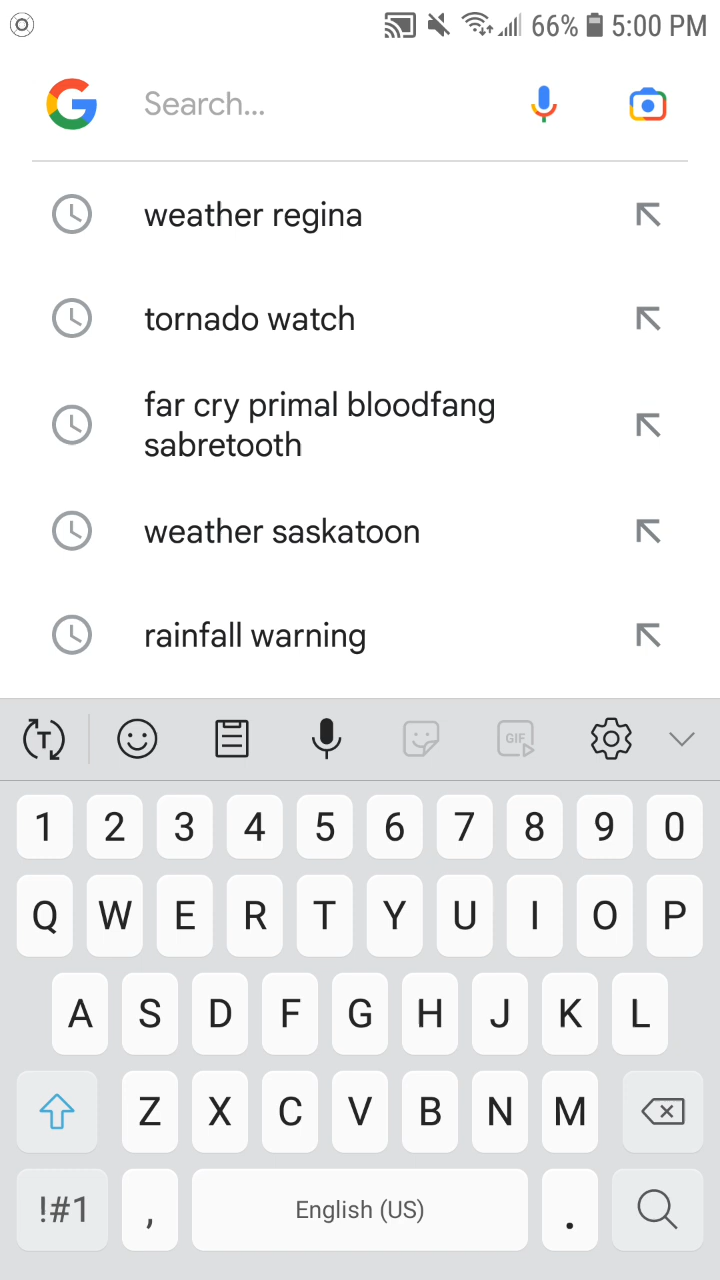 66% 5:00 PM
Search...
weather regina
tornado watch
far cry primal bloodfang
sabretooth
weather saskatoon
rainfall warning
T GIF
1 2 3 4 5 6 7 8 9 0
Q W E R T Y U I O P
A S D F G H J K L
Z X C V B N M
!#1 , English (US) .